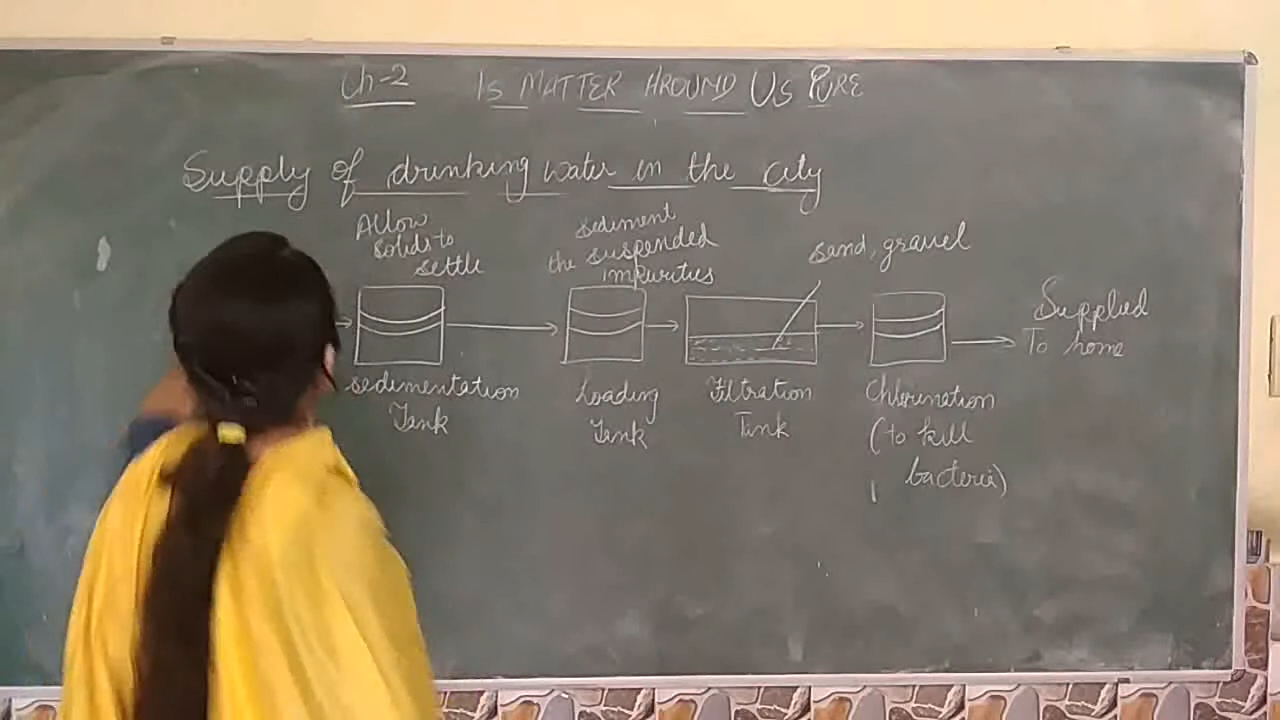 Ch-2 Is MATTER AROUND Us PURE
Supply of drinking water in the city
Allow
solids to
settle
sediment
the suspended
impurities
sand, gravel
Supplied
To home
sedimentation
Tank
Loading
Tank
Filtration
Tank
Chlorination
(to kill
bacteria)